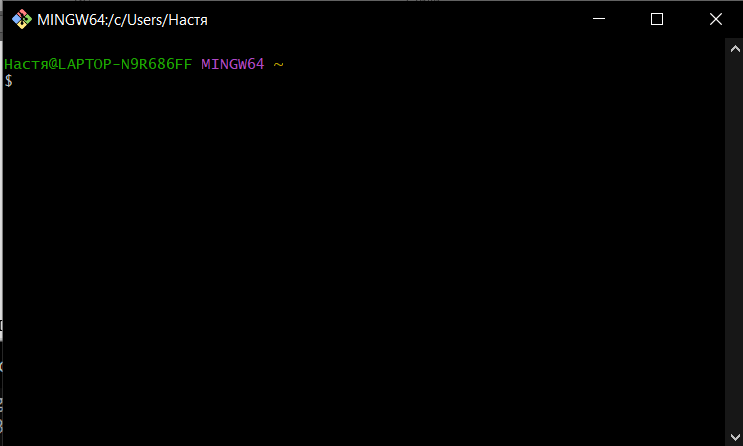 MINGW64:/c/Users/Настя
Настя@LAPTOP-N9R686FF MINGW64 ~
$